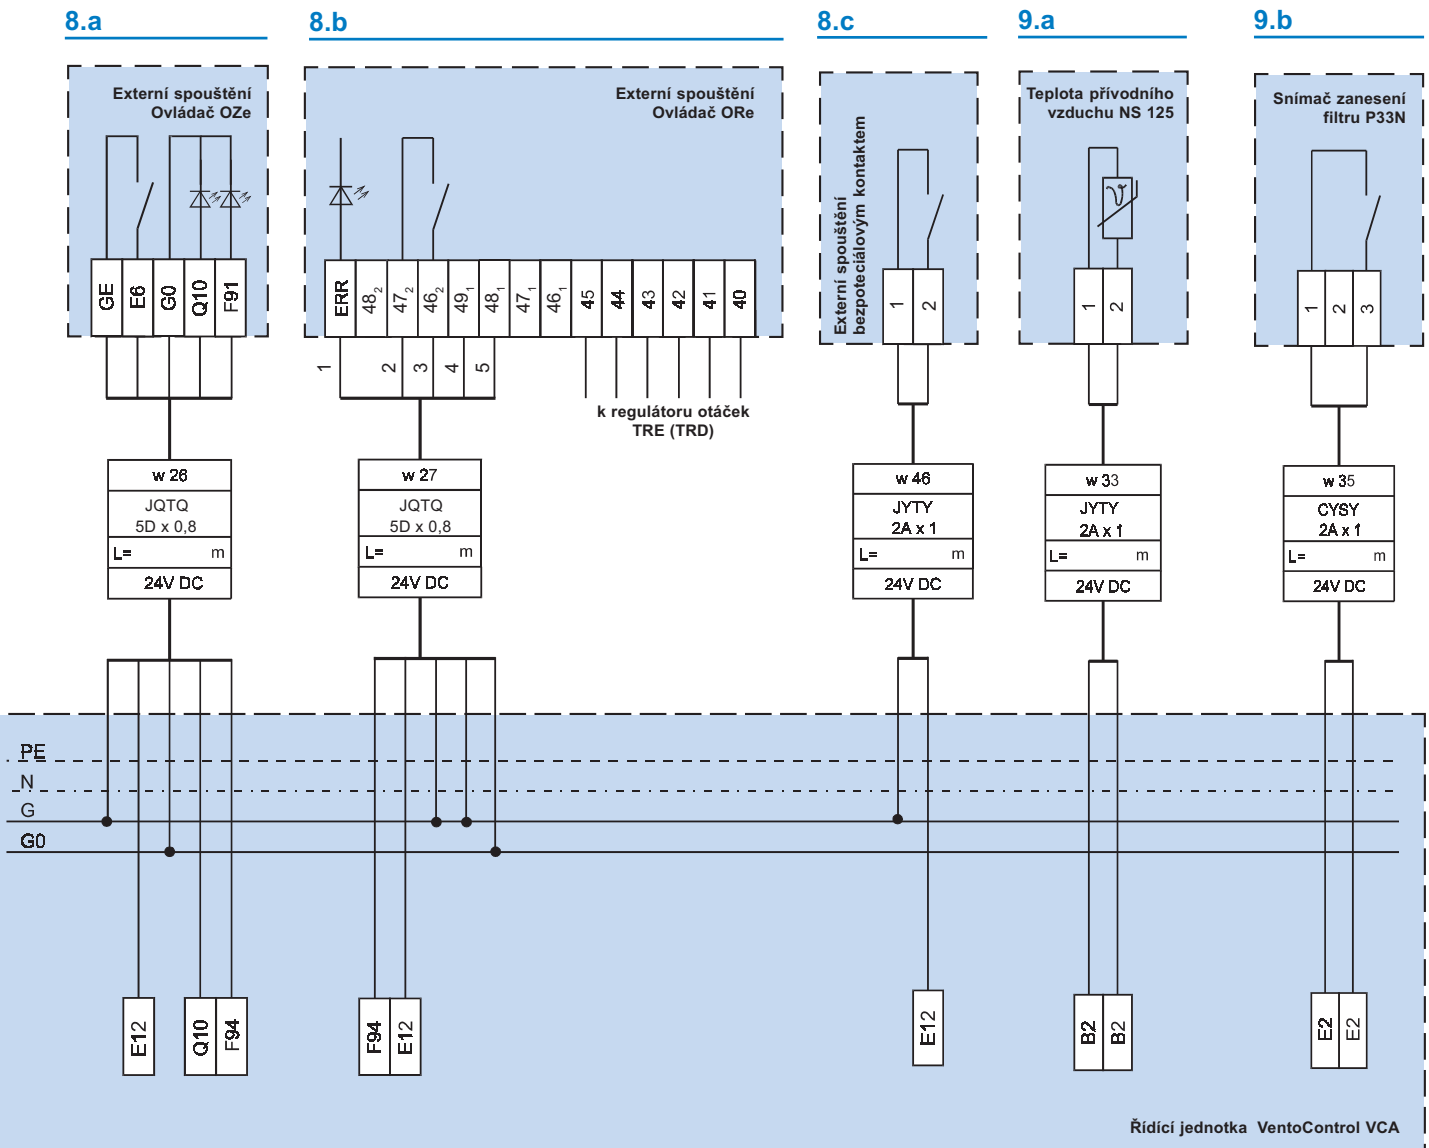 8.a
8.b
8.c
9.a
9.b
Externí spouštění
Ovládač OZe
GE
E6
G0
Q10
F91
Externí spouštění
Ovládač ORe
ERR
48₂
47₂
46₂
49₁
48₁
47₁
46₁
45
44
43
42
41
40
1
2
3
4
5
k regulátoru otáček
TRE (TRD)
Externí spouštění
bezpoteciálovým kontaktem
1
2
Teplota přívodního
vzduchu NS 125
ϑ
1
2
Snímač zanesení
filtru P33N
1
2
3
w 26
JQTQ
5D x 0,8
L= m
24V DC
w 27
JQTQ
5D x 0,8
L= m
24V DC
w 46
JYTY
2A x 1
L= m
24V DC
w 33
JYTY
2A x 1
L= m
24V DC
w 35
CYSY
2A x 1
L= m
24V DC
PE
N
G
G0
E12
Q10
F94
F94
E12
E12
B2
B2
E2
E2
Řídící jednotka VentoControl VCA